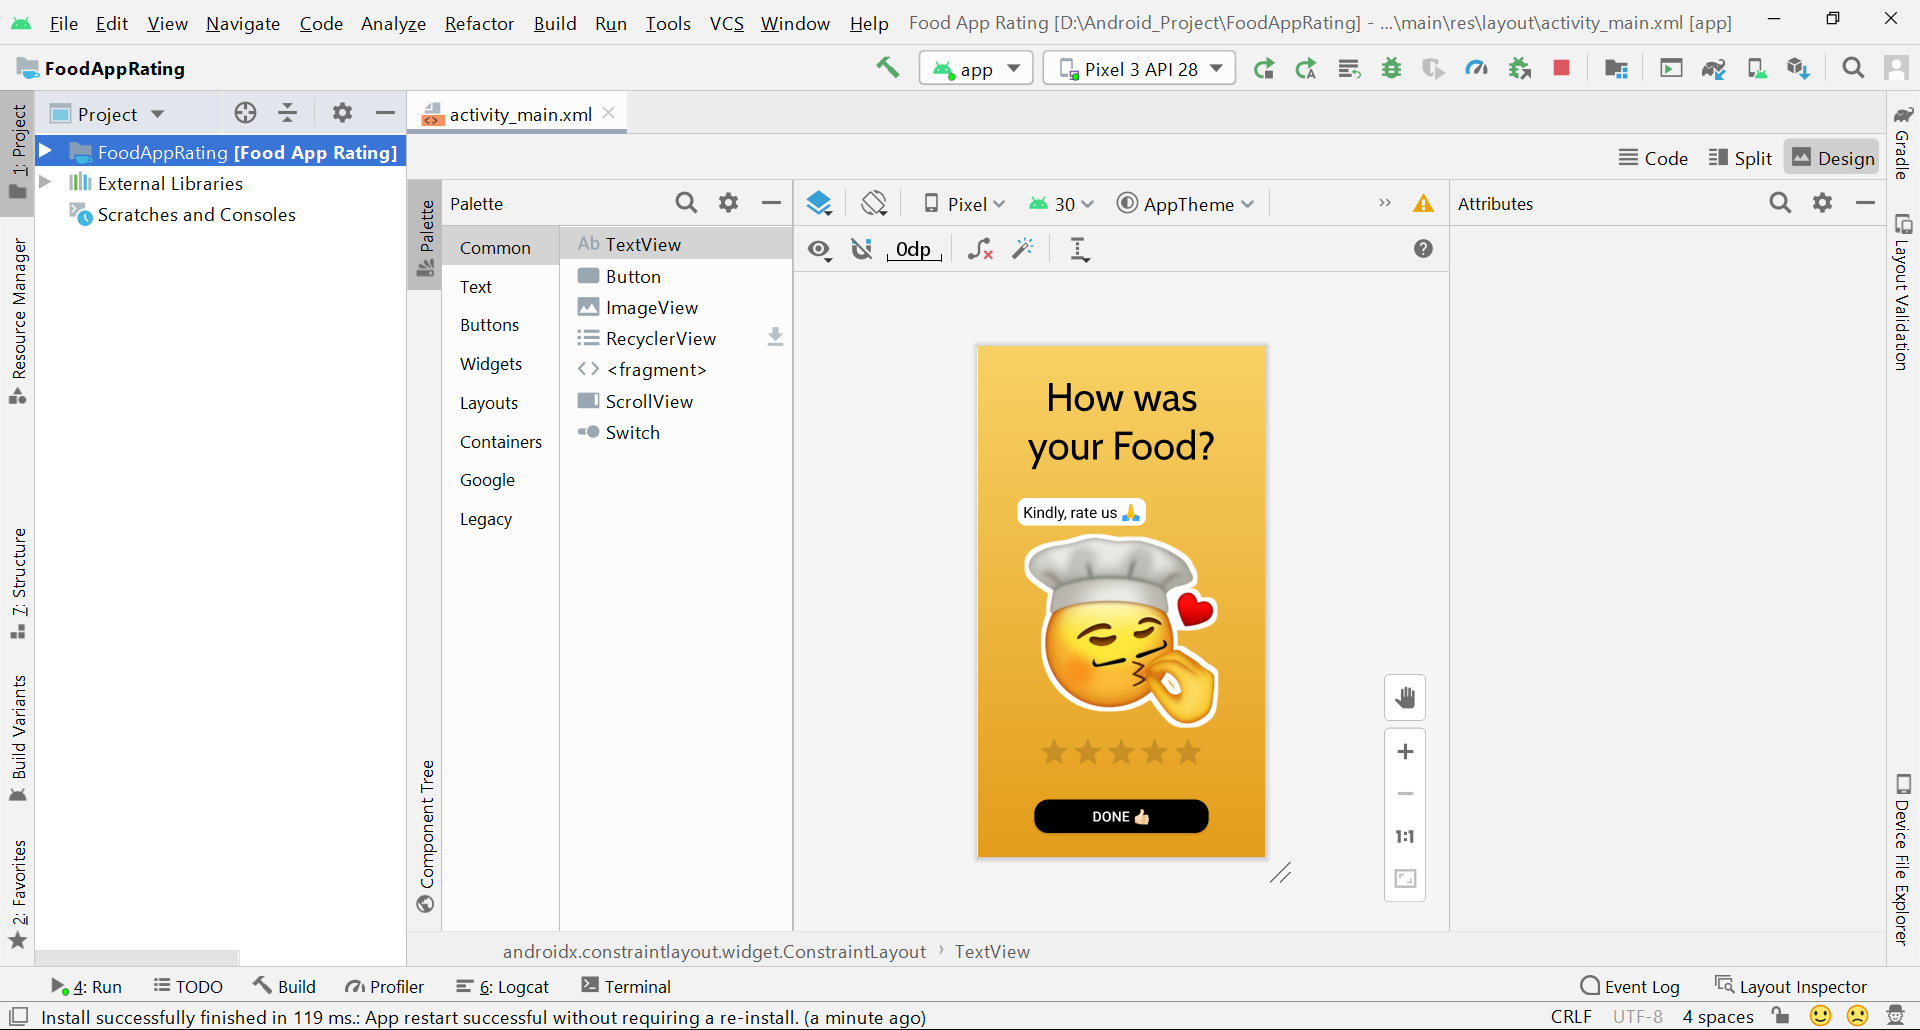 File Edit View Navigate Code Analyze Refactor Build Run Tools VCS Window Help Food App Rating [D:\Android_Project\FoodAppRating] - ...\main\res\layout\activity_main.xml [app]
FoodAppRating
app
Pixel 3 API 28
1: Project
Resource Manager
7: Structure
Build Variants
2: Favorites
Project
FoodAppRating [Food App Rating]
External Libraries
Scratches and Consoles
activity_main.xml
Code Split Design
Palette
Component Tree
Palette
Common
Text
Buttons
Widgets
Layouts
Containers
Google
Legacy
Ab TextView
Button
ImageView
RecyclerView
<fragment>
ScrollView
Switch
Pixel 30 AppTheme
0dp
How was
your Food?
Kindly, rate us 🙏
DONE 👍🏻
1:1
Attributes
Gradle
Layout Validation
Device File Explorer
androidx.constraintlayout.widget.ConstraintLayout › TextView
4: Run TODO Build Profiler 6: Logcat Terminal Event Log Layout Inspector
Install successfully finished in 119 ms.: App restart successful without requiring a re-install. (a minute ago) CRLF UTF-8 4 spaces